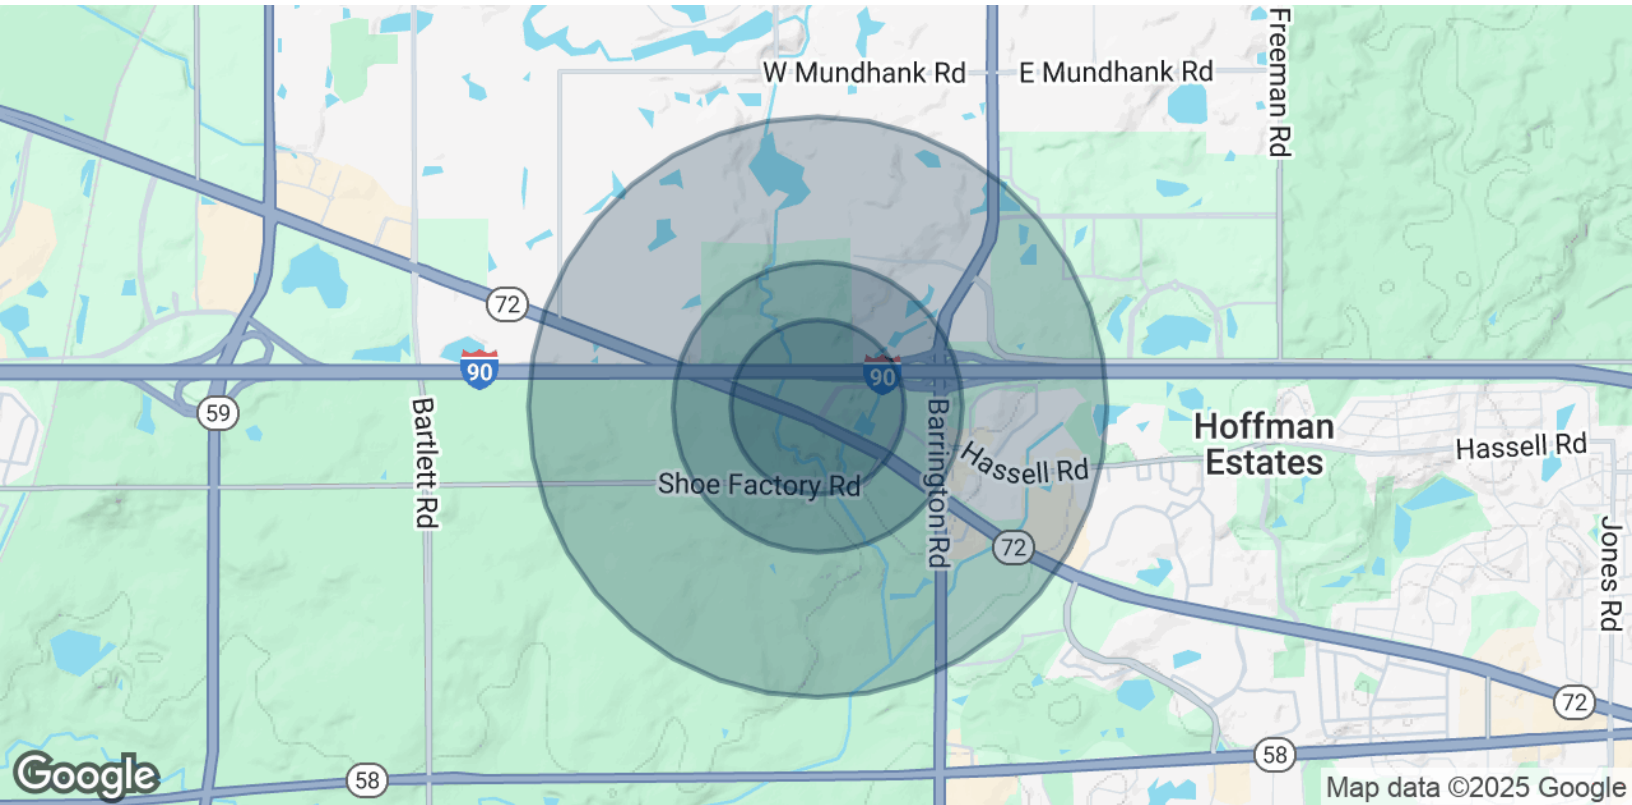 Freeman Rd
W Mundhank Rd
E Mundhank Rd
72
90
90
59
Bartlett Rd
Barrington Rd
Hoffman
Estates
Hassell Rd
Hassell Rd
Shoe Factory Rd
72
Jones Rd
72
58
58
Google
Map data ©2025 Google